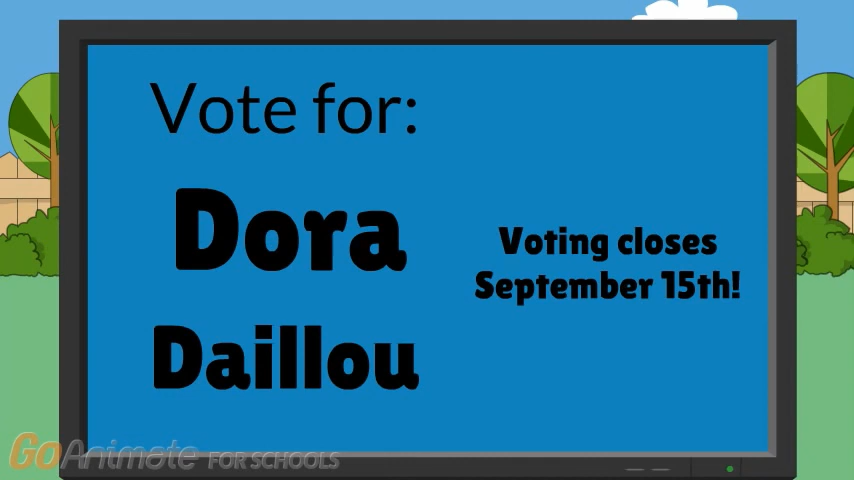 Vote for:
Dora
Daillou
Voting closes
September 15th!
GoAnimate FOR SCHOOLS